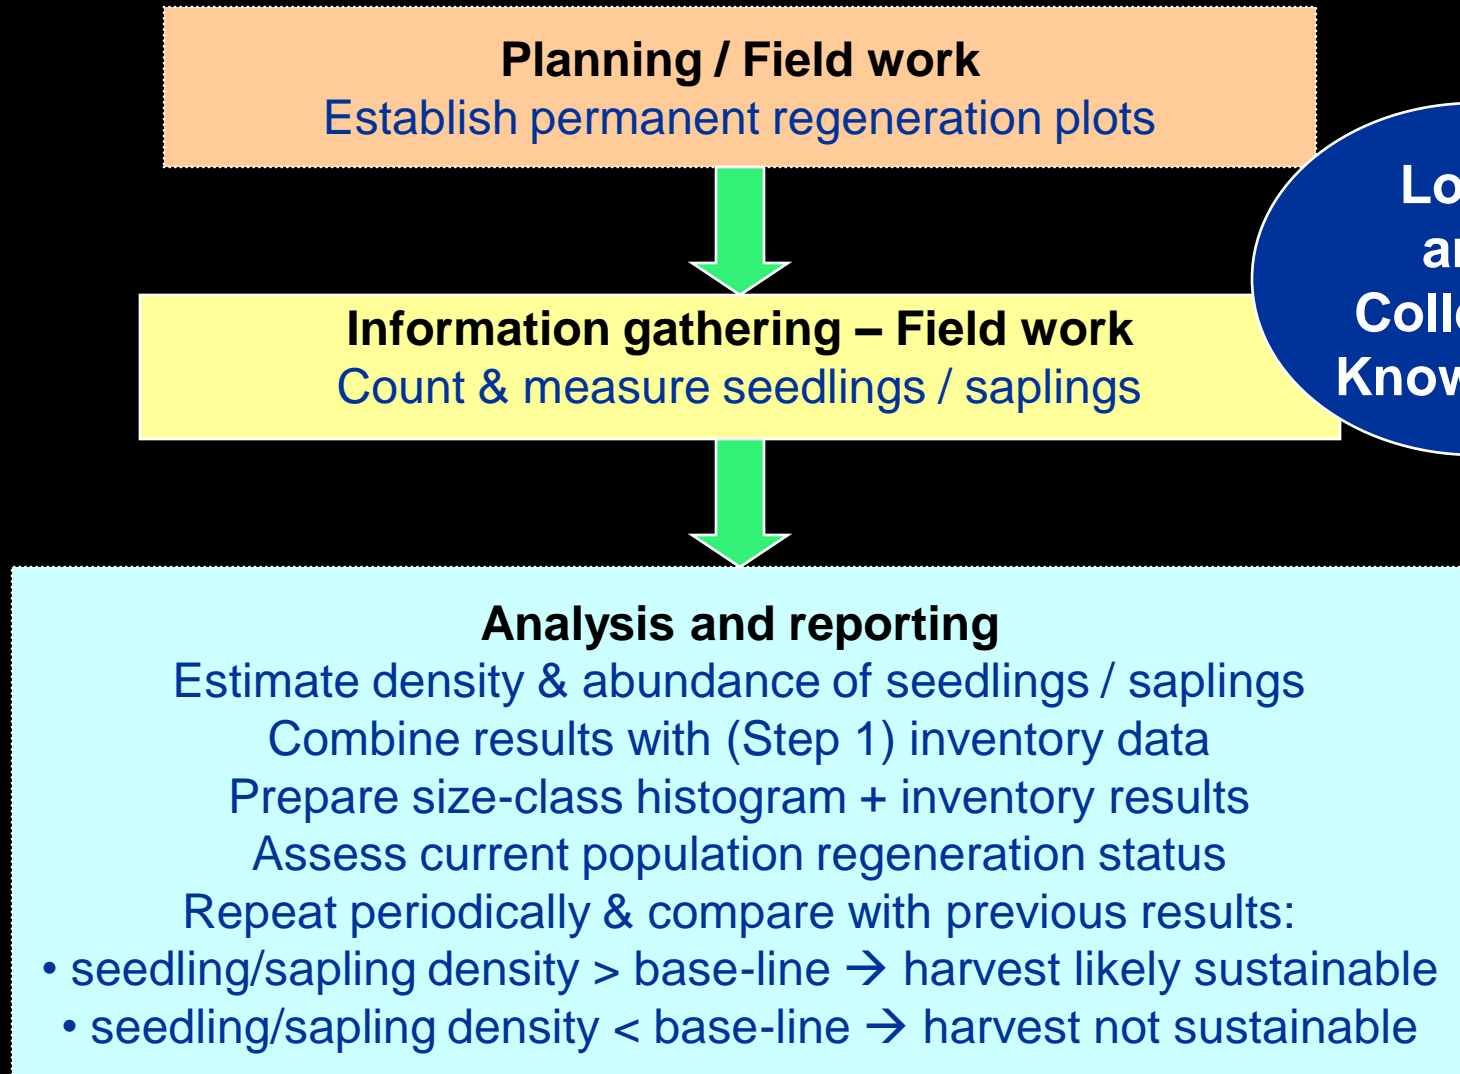 Planning / Field work
Establish permanent regeneration plots
Information gathering – Field work
Count & measure seedlings / saplings
Analysis and reporting
Estimate density & abundance of seedlings / saplings
Combine results with (Step 1) inventory data
Prepare size-class histogram + inventory results
Assess current population regeneration status
Repeat periodically & compare with previous results:
• seedling/sapling density > base-line → harvest likely sustainable
• seedling/sapling density < base-line → harvest not sustainable